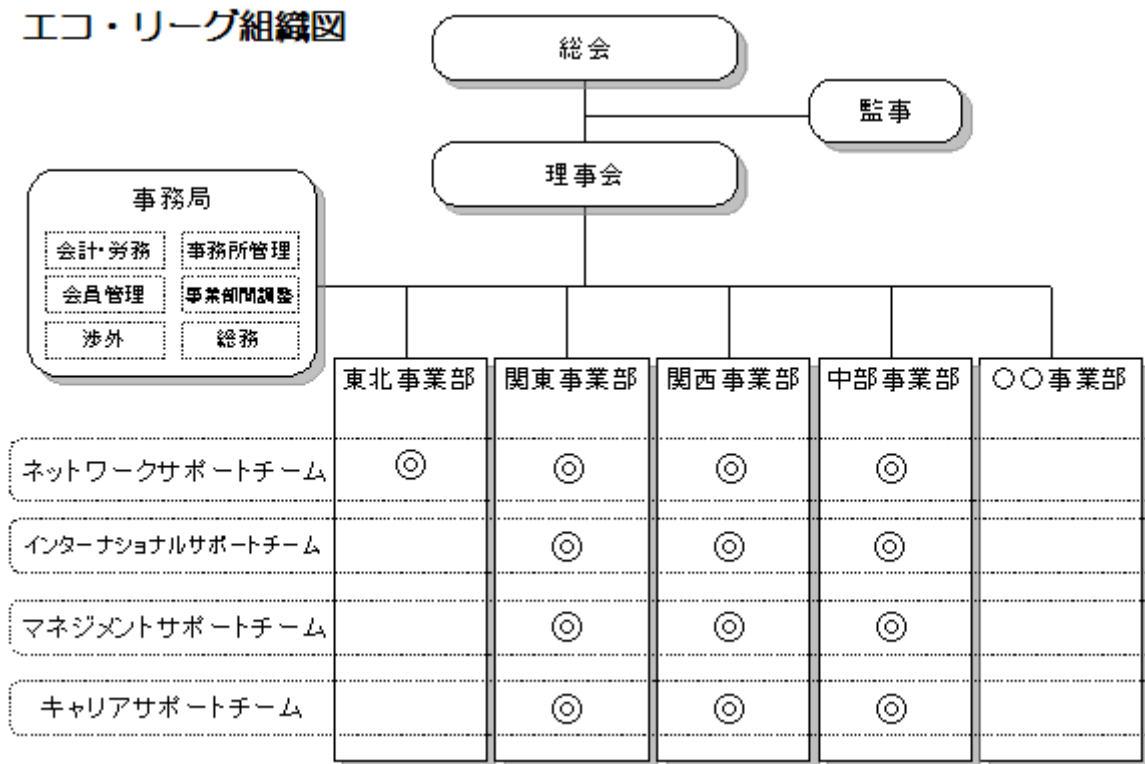 エコ・リーグ組織図
総会
監事
理事会
事務局
会計・労務 事務所管理
会員管理 事業部間調整
渉外 総務
東北事業部 関東事業部 関西事業部 中部事業部 〇〇事業部
ネットワークサポートチーム ◎ ◎ ◎ ◎
インターナショナルサポートチーム ◎ ◎ ◎
マネジメントサポートチーム ◎ ◎ ◎
キャリアサポートチーム ◎ ◎ ◎